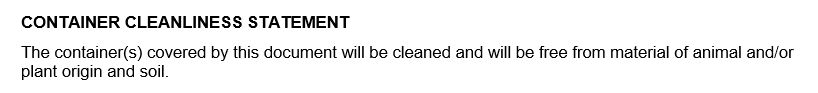 CONTAINER CLEANLINESS STATEMENT
The container(s) covered by this document will be cleaned and will be free from material of animal and/or
plant origin and soil.